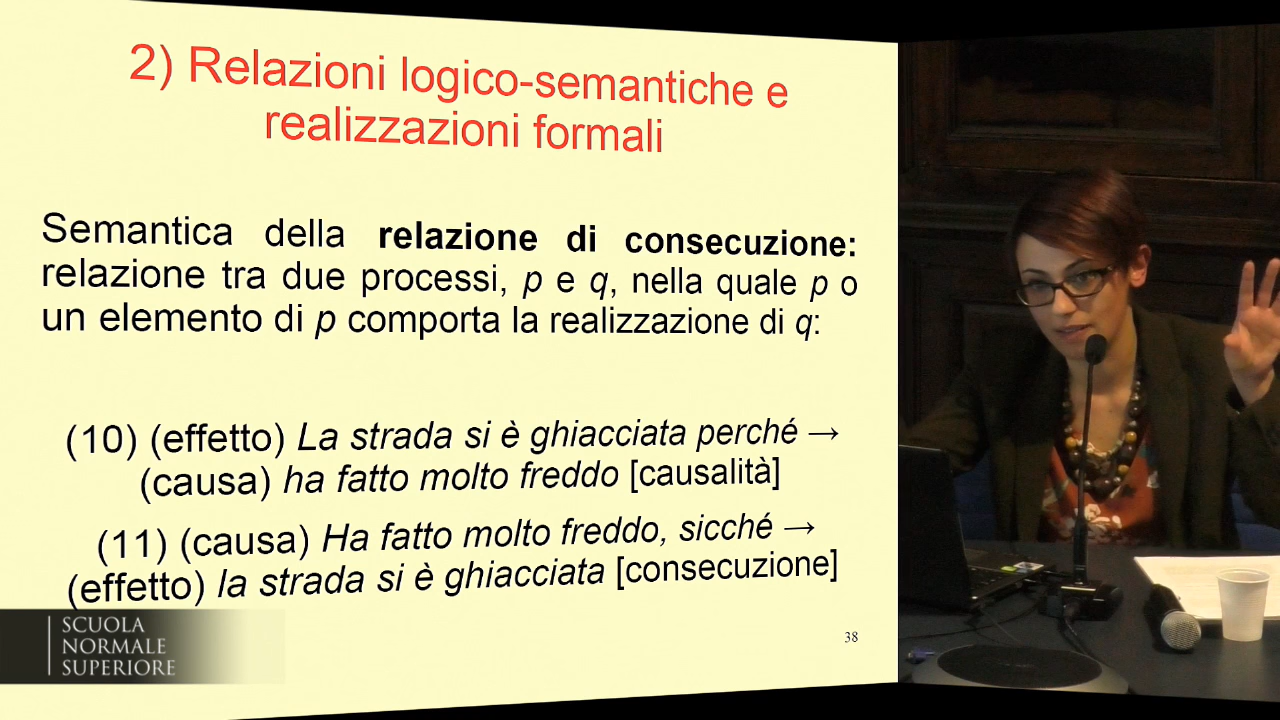 2) Relazioni logico-semantiche e
realizzazioni formali
Semantica della relazione di consecuzione:
relazione tra due processi, p e q, nella quale p o
un elemento di p comporta la realizzazione di q:
(10) (effetto) La strada si è ghiacciata perché →
(causa) ha fatto molto freddo [causalità]
(11) (causa) Ha fatto molto freddo, sicché →
(effetto) la strada si è ghiacciata [consecuzione]
38
SCUOLA
NORMALE
SUPERIORE